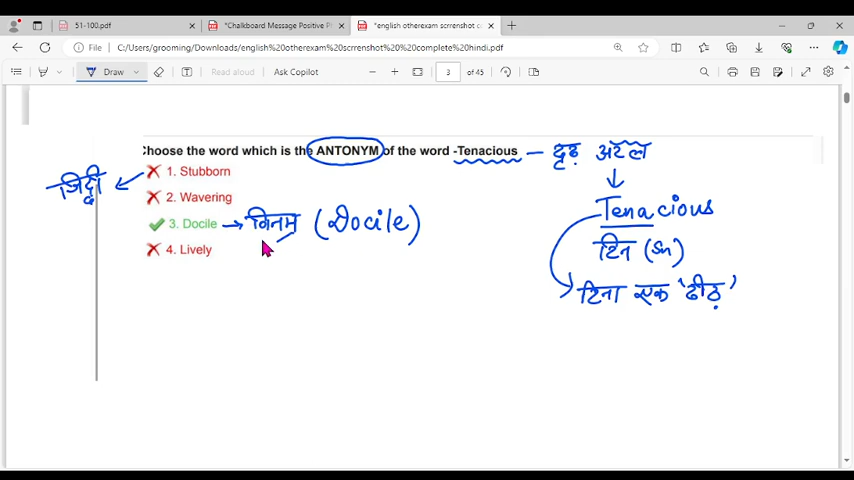 51-100.pdf
*Chalkboard Message Positive P
*english otherexam scrrenshot c
File
C:/Users/grooming/Downloads/english%20otherexam%20scrrenshot%20%20complete%20hindi.pdf
Draw
Read aloud
Ask Copilot
3
of 45
Choose the word which is the ANTONYM of the word -Tenacious – दृढ़ अटल
1. Stubborn
जिद्दी
2. Wavering
3. Docile → विनम्र (Docile)
4. Lively
Tenacious
टिन (Sn)
टिना एक 'ढीठ'